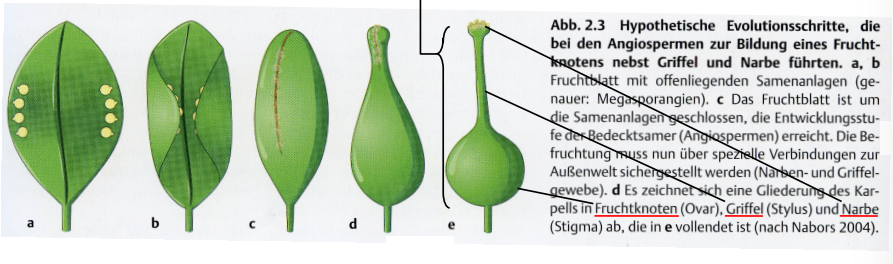 a
b
c
d
e
Abb. 2.3 Hypothetische Evolutionsschritte, die
bei den Angiospermen zur Bildung eines Frucht-
knotens nebst Griffel und Narbe führten. a, b
Fruchtblatt mit offenliegenden Samenanlagen (ge-
nauer: Megasporangien). c Das Fruchtblatt ist um
die Samenanlagen geschlossen, die Entwicklungsstu-
fe der Bedecktsamer (Angiospermen) erreicht. Die Be-
fruchtung muss nun über spezielle Verbindungen zur
Außenwelt sichergestellt werden (Narben- und Griffel-
gewebe). d Es zeichnet sich eine Gliederung des Kar-
pells in Fruchtknoten (Ovar), Griffel (Stylus) und Narbe
(Stigma) ab, die in e vollendet ist (nach Nabors 2004).